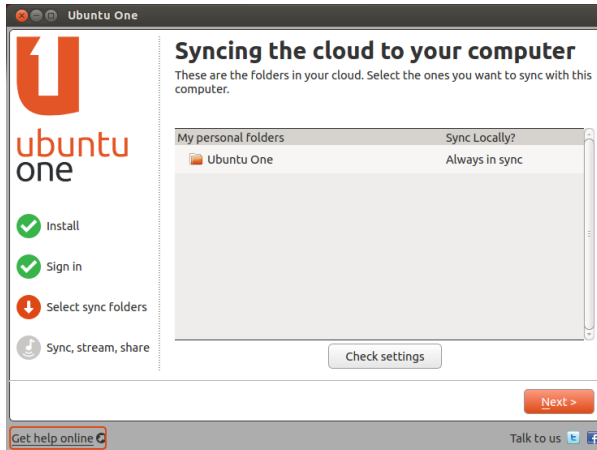 Ubuntu One
Syncing the cloud to your computer
These are the folders in your cloud. Select the ones you want to sync with this
computer.
ubuntu
one
My personal folders Sync Locally?
Ubuntu One Always in sync
Install
Sign in
Select sync folders
Sync, stream, share
Check settings
Next >
Get help online
Talk to us